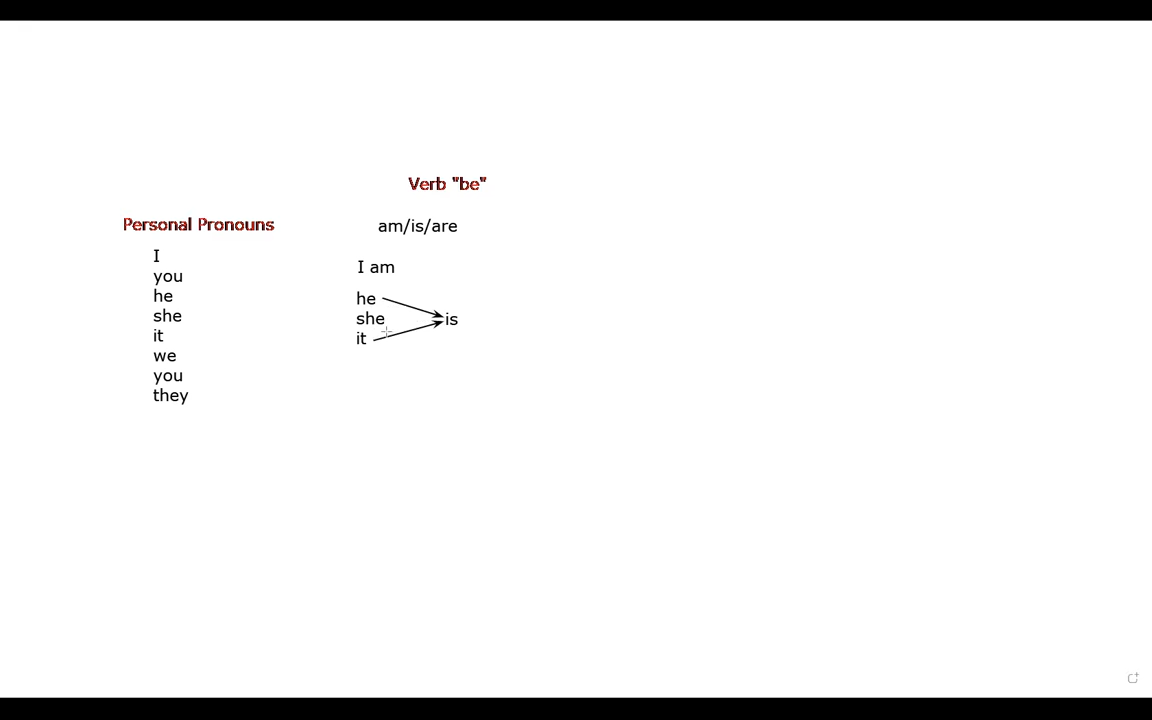 Verb "be"
Personal Pronouns
am/is/are
I
you
he
she
it
we
you
they
I am
he
she
it
is